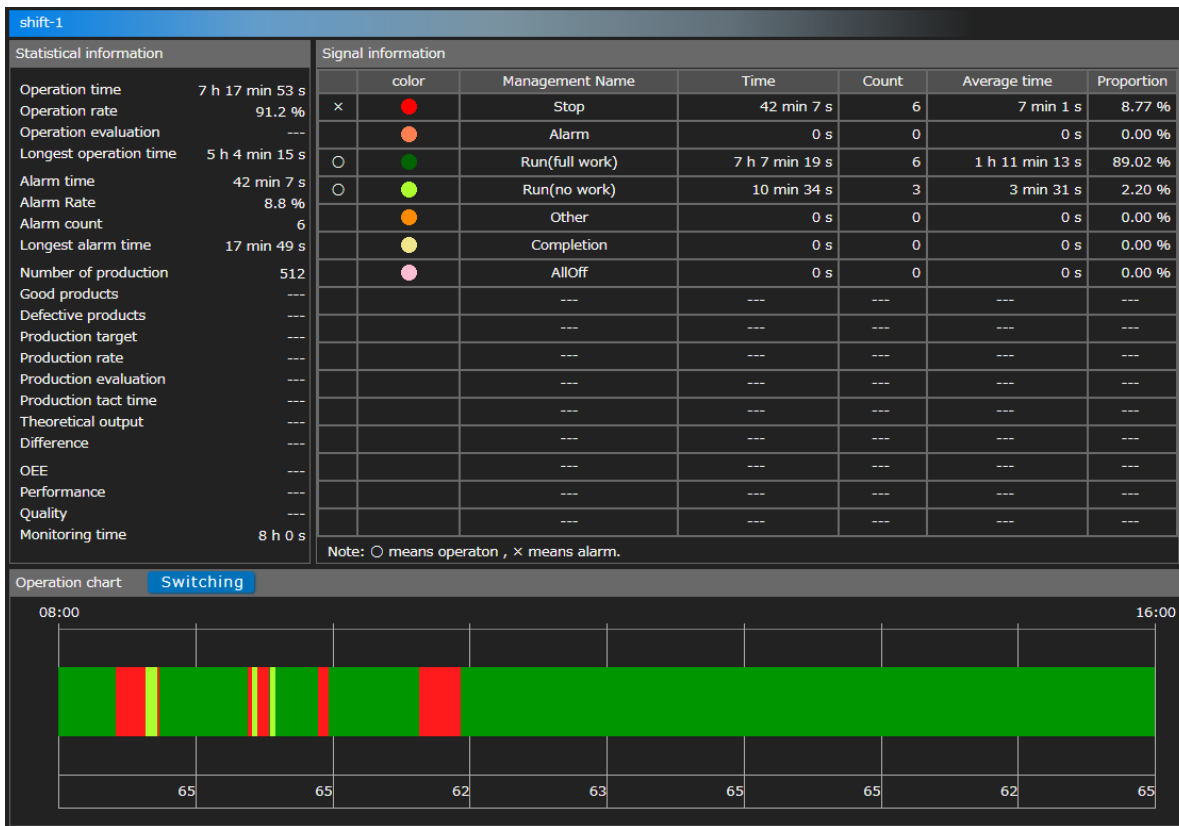 shift-1
Statistical information
Operation time 7 h 17 min 53 s
Operation rate 91.2 %
Operation evaluation ---
Longest operation time 5 h 4 min 15 s
Alarm time 42 min 7 s
Alarm Rate 8.8 %
Alarm count 6
Longest alarm time 17 min 49 s
Number of production 512
Good products ---
Defective products ---
Production target ---
Production rate ---
Production evaluation ---
Production tact time ---
Theoretical output ---
Difference ---
OEE ---
Performance ---
Quality ---
Monitoring time 8 h 0 s
Signal information
color Management Name Time Count Average time Proportion
× Stop 42 min 7 s 6 7 min 1 s 8.77 %
Alarm 0 s 0 0 s 0.00 %
○ Run(full work) 7 h 7 min 19 s 6 1 h 11 min 13 s 89.02 %
○ Run(no work) 10 min 34 s 3 3 min 31 s 2.20 %
Other 0 s 0 0 s 0.00 %
Completion 0 s 0 0 s 0.00 %
AllOff 0 s 0 0 s 0.00 %
--- --- --- --- ---
--- --- --- --- ---
--- --- --- --- ---
--- --- --- --- ---
--- --- --- --- ---
--- --- --- --- ---
--- --- --- --- ---
--- --- --- --- ---
--- --- --- --- ---
Note: ○ means operaton , × means alarm.
Operation chart Switching
08:00 16:00
65 65 62 63 65 65 62 65